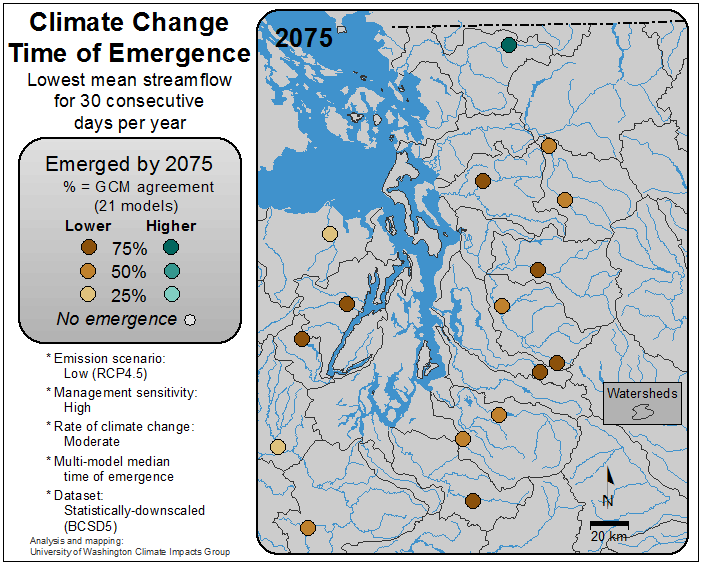 Climate Change
Time of Emergence
Lowest mean streamflow
for 30 consecutive
days per year
Emerged by 2075
% = GCM agreement
(21 models)
Lower Higher
75%
50%
25%
No emergence
* Emission scenario:
Low (RCP4.5)
* Management sensitivity:
High
* Rate of climate change:
Moderate
* Multi-model median
time of emergence
* Dataset:
Statistically-downscaled
(BCSD5)
Analysis and mapping:
University of Washington Climate Impacts Group
2075
Watersheds
N
20 km